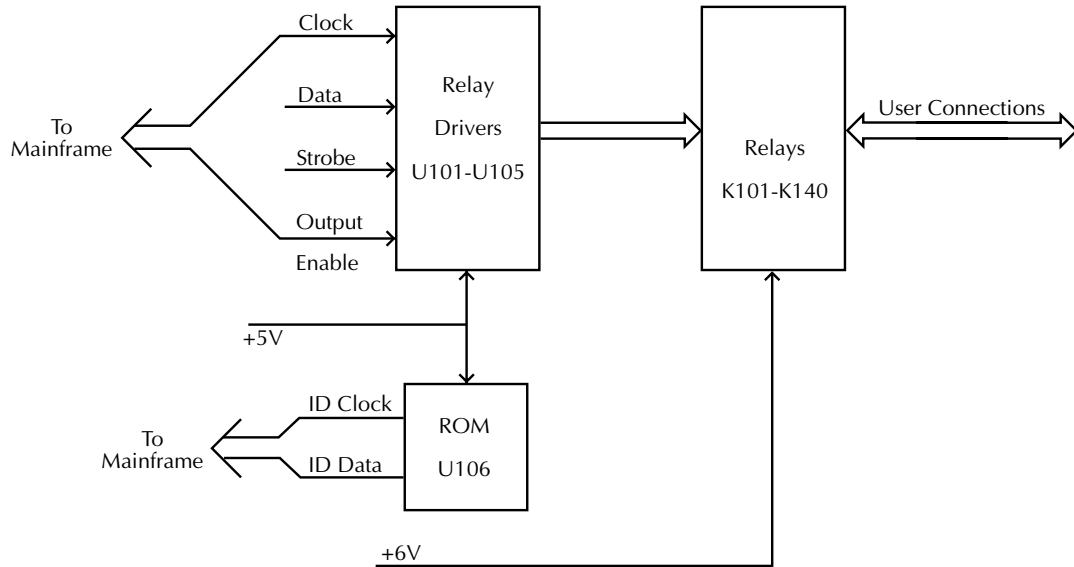 Clock
Data
Strobe
Output
Enable
To
Mainframe
Relay
Drivers
U101-U105
Relays
K101-K140
User Connections
+5V
ID Clock
ID Data
To
Mainframe
ROM
U106
+6V